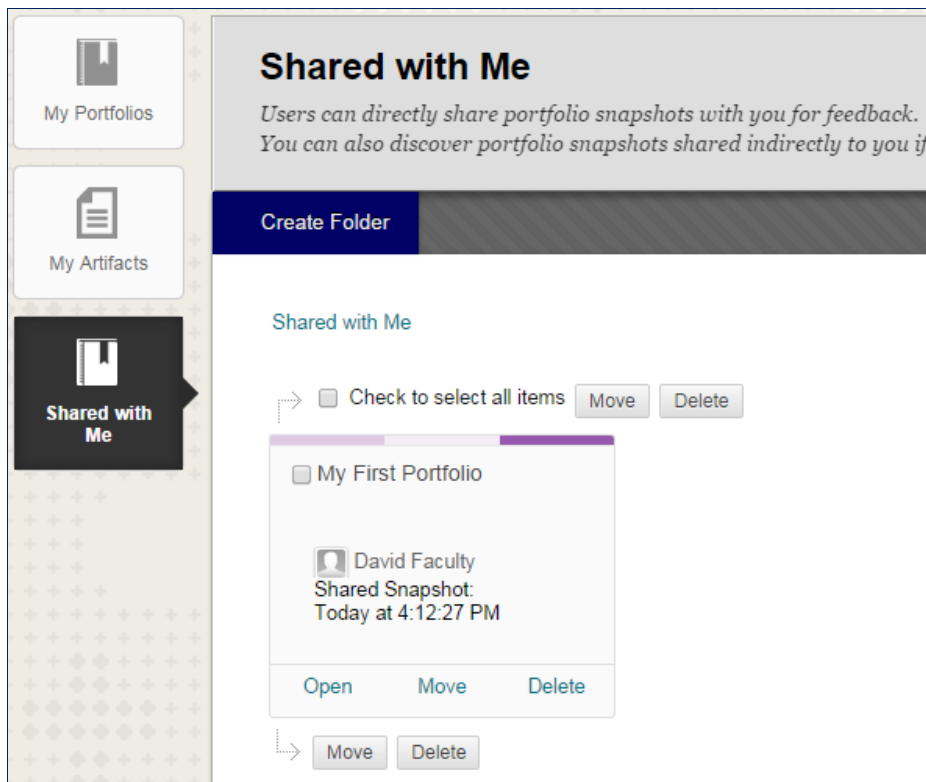 My Portfolios
My Artifacts
Shared with
Me
Shared with Me
Users can directly share portfolio snapshots with you for feedback.
You can also discover portfolio snapshots shared indirectly to you if
Create Folder
Shared with Me
Check to select all items Move Delete
My First Portfolio
David Faculty
Shared Snapshot:
Today at 4:12:27 PM
Open Move Delete
Move Delete